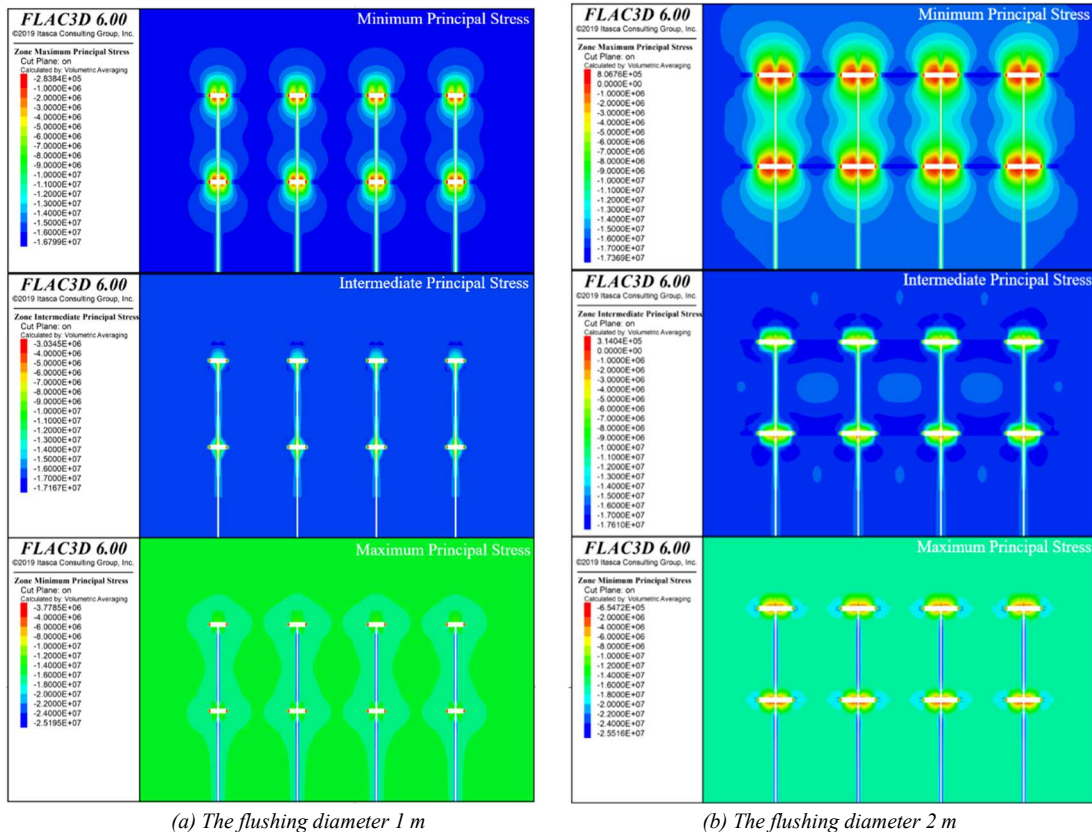 FLAC3D 6.00
©2019 Itasca Consulting Group, Inc.
Zone Maximum Principal Stress
Cut Plane: on
Calculated by: Volumetric Averaging
-2.8384E+05
-1.0000E+06
-2.0000E+06
-3.0000E+06
-4.0000E+06
-5.0000E+06
-6.0000E+06
-7.0000E+06
-8.0000E+06
-9.0000E+06
-1.0000E+07
-1.1000E+07
-1.2000E+07
-1.3000E+07
-1.4000E+07
-1.5000E+07
-1.6000E+07
-1.6799E+07
Minimum Principal Stress
FLAC3D 6.00
©2019 Itasca Consulting Group, Inc.
Zone Intermediate Principal Stress
Cut Plane: on
Calculated by: Volumetric Averaging
-3.0345E+06
-4.0000E+06
-5.0000E+06
-6.0000E+06
-7.0000E+06
-8.0000E+06
-9.0000E+06
-1.0000E+07
-1.1000E+07
-1.2000E+07
-1.3000E+07
-1.4000E+07
-1.5000E+07
-1.6000E+07
-1.7000E+07
-1.7167E+07
Intermediate Principal Stress
FLAC3D 6.00
©2019 Itasca Consulting Group, Inc.
Zone Minimum Principal Stress
Cut Plane: on
Calculated by: Volumetric Averaging
-3.7785E+06
-4.0000E+06
-6.0000E+06
-8.0000E+06
-1.0000E+07
-1.2000E+07
-1.4000E+07
-1.6000E+07
-1.8000E+07
-2.0000E+07
-2.2000E+07
-2.4000E+07
-2.5195E+07
Maximum Principal Stress
(a) The flushing diameter 1 m
FLAC3D 6.00
©2019 Itasca Consulting Group, Inc.
Zone Maximum Principal Stress
Cut Plane: on
Calculated by: Volumetric Averaging
8.0676E+05
0.0000E+00
-1.0000E+06
-2.0000E+06
-3.0000E+06
-4.0000E+06
-5.0000E+06
-6.0000E+06
-7.0000E+06
-8.0000E+06
-9.0000E+06
-1.0000E+07
-1.1000E+07
-1.2000E+07
-1.3000E+07
-1.4000E+07
-1.5000E+07
-1.6000E+07
-1.7000E+07
-1.7369E+07
Minimum Principal Stress
FLAC3D 6.00
©2019 Itasca Consulting Group, Inc.
Zone Intermediate Principal Stress
Cut Plane: on
Calculated by: Volumetric Averaging
3.1404E+05
0.0000E+00
-1.0000E+06
-2.0000E+06
-3.0000E+06
-4.0000E+06
-5.0000E+06
-6.0000E+06
-7.0000E+06
-8.0000E+06
-9.0000E+06
-1.0000E+07
-1.1000E+07
-1.2000E+07
-1.3000E+07
-1.4000E+07
-1.5000E+07
-1.6000E+07
-1.7000E+07
-1.7610E+07
Intermediate Principal Stress
FLAC3D 6.00
©2019 Itasca Consulting Group, Inc.
Zone Minimum Principal Stress
Cut Plane: on
Calculated by: Volumetric Averaging
-6.5472E+05
-2.0000E+06
-4.0000E+06
-6.0000E+06
-8.0000E+06
-1.0000E+07
-1.2000E+07
-1.4000E+07
-1.6000E+07
-1.8000E+07
-2.0000E+07
-2.2000E+07
-2.4000E+07
-2.5516E+07
Maximum Principal Stress
(b) The flushing diameter 2 m